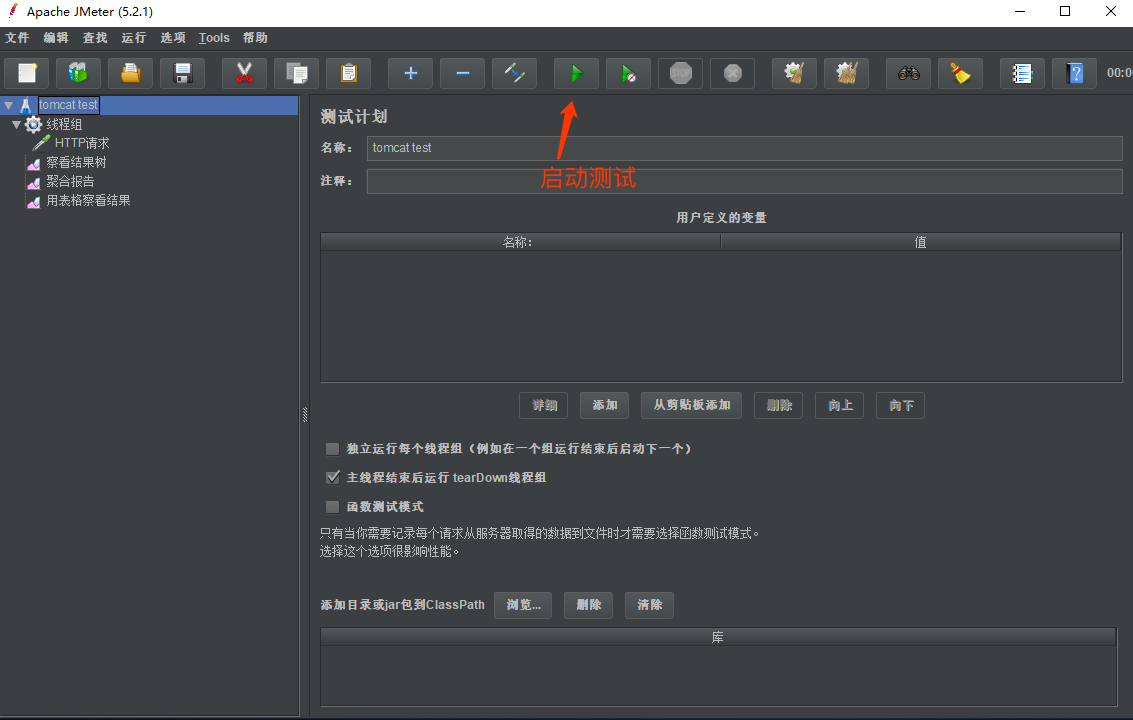 Apache JMeter (5.2.1)
文件 编辑 查找 运行 选项 Tools 帮助
STOP
00:0
tomcat test
线程组
HTTP请求
察看结果树
聚合报告
用表格察看结果
测试计划
名称： tomcat test
注释：
启动测试
用户定义的变量
名称: 值
详细 添加 从剪贴板添加 删除 向上 向下
独立运行每个线程组（例如在一个组运行结束后启动下一个）
主线程结束后运行 tearDown线程组
函数测试模式
只有当你需要记录每个请求从服务器取得的数据到文件时才需要选择函数测试模式。
选择这个选项很影响性能。
添加目录或jar包到ClassPath 浏览... 删除 清除
库